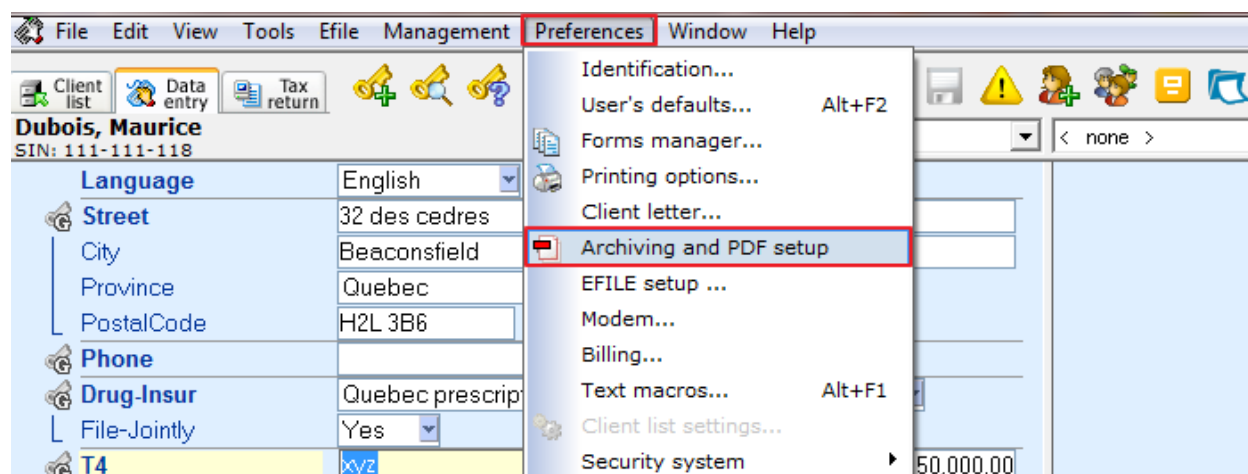 File Edit View Tools Efile Management Preferences Window Help
Client list Data entry Tax return
Dubois, Maurice
SIN: 111-111-118
< none >
Identification...
User's defaults... Alt+F2
Forms manager...
Printing options...
Client letter...
Archiving and PDF setup
EFILE setup ...
Modem...
Billing...
Text macros... Alt+F1
Client list settings...
Security system
Language English
Street 32 des cedres
City Beaconsfield
Province Quebec
PostalCode H2L 3B6
Phone
Drug-Insur Quebec prescrip
File-Jointly Yes
T4 xyz 50,000.00